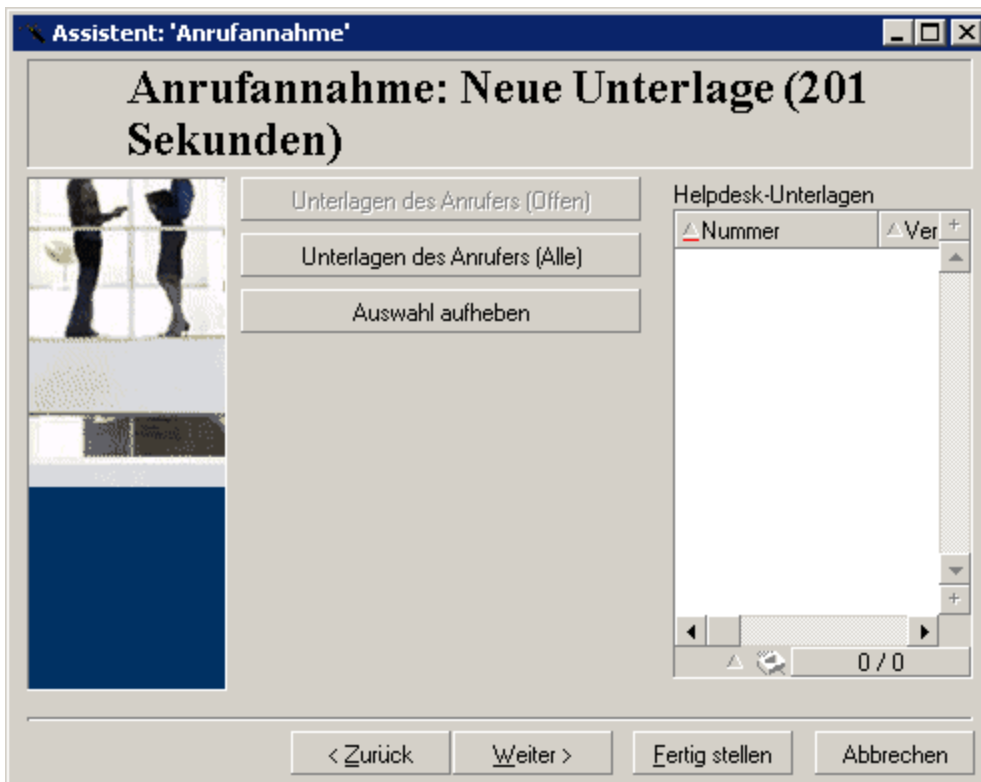 Assistent: 'Anrufannahme'
Anrufannahme: Neue Unterlage (201
Sekunden)
Unterlagen des Anrufers (Offen)
Unterlagen des Anrufers (Alle)
Auswahl aufheben
Helpdesk-Unterlagen
Nummer
Ver
0 / 0
< Zurück
Weiter >
Fertig stellen
Abbrechen